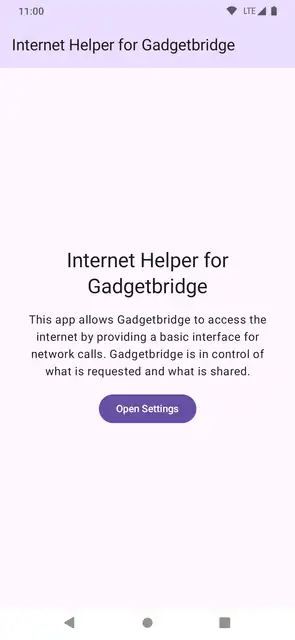 11:00
LTE
Internet Helper for Gadgetbridge
Internet Helper for
Gadgetbridge
This app allows Gadgetbridge to access the
internet by providing a basic interface for
network calls. Gadgetbridge is in control of
what is requested and what is shared.
Open Settings